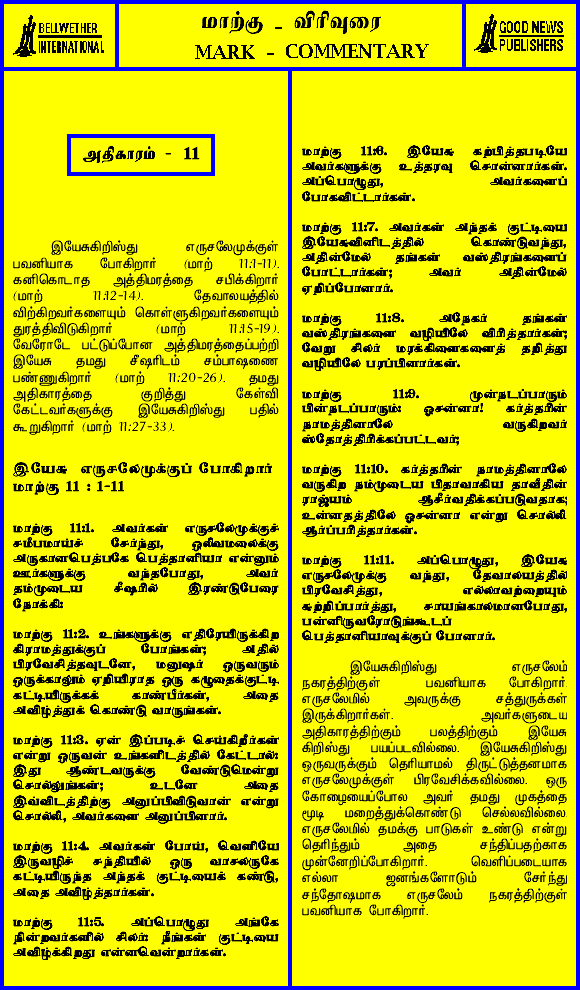 BELLWETHER
INTERNATIONAL
மாற்கு - விரிவுரை
MARK - COMMENTARY
GOOD NEWS
PUBLISHERS
அதிகாரம் - 11
இயேசுகிறிஸ்து எருசலேமுக்குள்
பவனியாக போகிறார் (மாற் 11:1-11).
கனிகொடாத அத்திமரத்தை சபிக்கிறார்
(மாற் 11:12-14). தேவாலயத்தில்
விற்கிறவர்களையும் கொள்ளுகிறவர்களையும்
துரத்திவிடுகிறார் (மாற் 11:15-19).
வேரோடே பட்டுப்போன அத்திமரத்தைப்பற்றி
இயேசு தமது சீஷரிடம் சம்பாஷணை
பண்ணுகிறார் (மாற் 11:20-26). தமது
அதிகாரத்தை குறித்து கேள்வி
கேட்டவர்களுக்கு இயேசுகிறிஸ்து பதில்
கூறுகிறார் (மாற் 11:27-33).
இயேசு எருசலேமுக்குப் போகிறார்
மாற்கு 11 : 1-11
மாற்கு 11:1. அவர்கள் எருசலேமுக்குச்
சமீபமாய்ச் சேர்ந்து, ஒலிவமலைக்கு
அருகானபெத்பகே பெத்தானியா என்னும்
ஊர்களுக்கு வந்தபோது, அவர்
தம்முடைய சீஷரில் இரண்டுபேரை
நோக்கி:
மாற்கு 11:2. உங்களுக்கு எதிரேயிருக்கிற
கிராமத்துக்குப் போங்கள்; அதில்
பிரவேசித்தவுடனே, மனுஷர் ஒருவரும்
ஒருக்காலும் ஏறியிராத ஒரு கழுதைக்குட்டி
கட்டியிருக்கக் காண்பீர்கள், அதை
அவிழ்த்துக் கொண்டு வாருங்கள்.
மாற்கு 11:3. ஏன் இப்படிச் செய்கிறீர்கள்
என்று ஒருவன் உங்களிடத்தில் கேட்டால்:
இது ஆண்டவருக்கு வேண்டுமென்று
சொல்லுங்கள்; உடனே அதை
இவ்விடத்திற்கு அனுப்பிவிடுவான் என்று
சொல்லி, அவர்களை அனுப்பினார்.
மாற்கு 11:4. அவர்கள் போய், வெளியே
இருவழிச் சந்தியில் ஒரு வாசலருகே
கட்டியிருந்த அந்தக் குட்டியைக் கண்டு,
அதை அவிழ்த்தார்கள்.
மாற்கு 11:5. அப்பொழுது அங்கே
நின்றவர்களில் சிலர்: நீங்கள் குட்டியை
அவிழ்க்கிறது என்னவென்றார்கள்.
மாற்கு 11:6. இயேசு கற்பித்தபடியே
அவர்களுக்கு உத்தரவு சொன்னார்கள்.
அப்பொழுது, அவர்களைப்
போகவிட்டார்கள்.
மாற்கு 11:7. அவர்கள் அந்தக் குட்டியை
இயேசுவினிடத்தில் கொண்டுவந்து,
அதின்மேல் தங்கள் வஸ்திரங்களைப்
போட்டார்கள்; அவர் அதின்மேல்
ஏறிப்போனார்.
மாற்கு 11:8. அநேகர் தங்கள்
வஸ்திரங்களை வழியிலே விரித்தார்கள்;
வேறு சிலர் மரக்கிளைகளைத் தறித்து
வழியிலே பரப்பினார்கள்.
மாற்கு 11:9. முன்நடப்பாரும்
பின்நடப்பாரும்: ஓசன்னா! கர்த்தரின்
நாமத்தினாலே வருகிறவர்
ஸ்தோத்திரிக்கப்பட்டவர்;
மாற்கு 11:10. கர்த்தரின் நாமத்தினாலே
வருகிற நம்முடைய பிதாவாகிய தாவீதின்
ராஜ்யம் ஆசீர்வதிக்கப்படுவதாக;
உன்னதத்திலே ஓசன்னா என்று சொல்லி
ஆர்ப்பரித்தார்கள்.
மாற்கு 11:11. அப்பொழுது, இயேசு
எருசலேமுக்கு வந்து, தேவாலயத்தில்
பிரவேசித்து, எல்லாவற்றையும்
சுற்றிப்பார்த்து, சாயங்காலமானபோது,
பன்னிருவரோடுங்கூடப்
பெத்தானியாவுக்குப் போனார்.
இயேசுகிறிஸ்து எருசலேம்
நகரத்திற்குள் பவனியாக போகிறார்.
எருசலேமில் அவருக்கு சத்துருக்கள்
இருக்கிறார்கள். அவர்களுடைய
அதிகாரத்திற்கும் பலத்திற்கும் இயேசு
கிறிஸ்து பயப்படவில்லை. இயேசுகிறிஸ்து
ஒருவருக்கும் தெரியாமல் திருட்டுத்தனமாக
எருசலேமுக்குள் பிரவேசிக்கவில்லை. ஒரு
கோழையைப்போல அவர் தமது முகத்தை
மூடி மறைத்துக்கொண்டு செல்லவில்லை.
எருசலேமில் தமக்கு பாடுகள் உண்டு என்று
தெரிந்தும் அதை சந்திப்பதற்காக
முன்னேறிப்போகிறார். வெளிப்படையாக
எல்லா ஜனங்களோடும் சேர்ந்து
சந்தோஷமாக எருசலேம் நகரத்திற்குள்
பவனியாக போகிறார்.